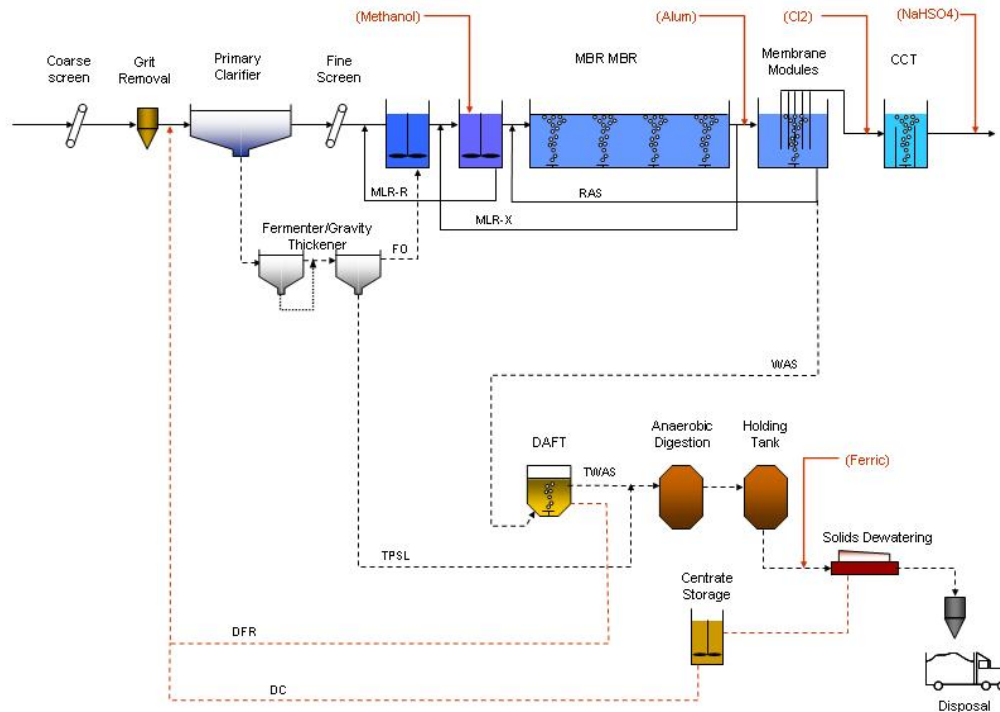 (Methanol)
(Alum)
(Cl2)
(NaHSO4)
Coarse
screen
Grit
Removal
Primary
Clarifier
Fine
Screen
MBR MBR
Membrane
Modules
CCT
MLR-R
RAS
MLR-X
Fermenter/Gravity
Thickener
FO
WAS
DAFT
TWAS
Anaerobic
Digestion
Holding
Tank
(Ferric)
Solids Dewatering
TPSL
Centrate
Storage
DFR
DC
Disposal